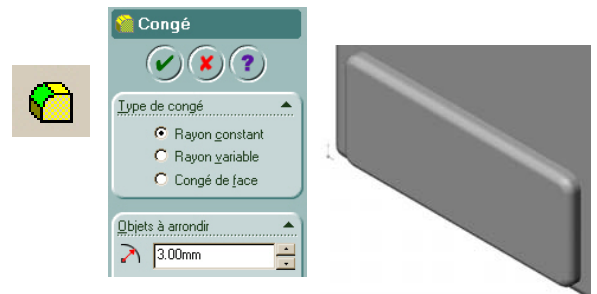 Congé
?
Type de congé
Rayon constant
Rayon variable
Congé de face
Objets à arrondir
3.00mm